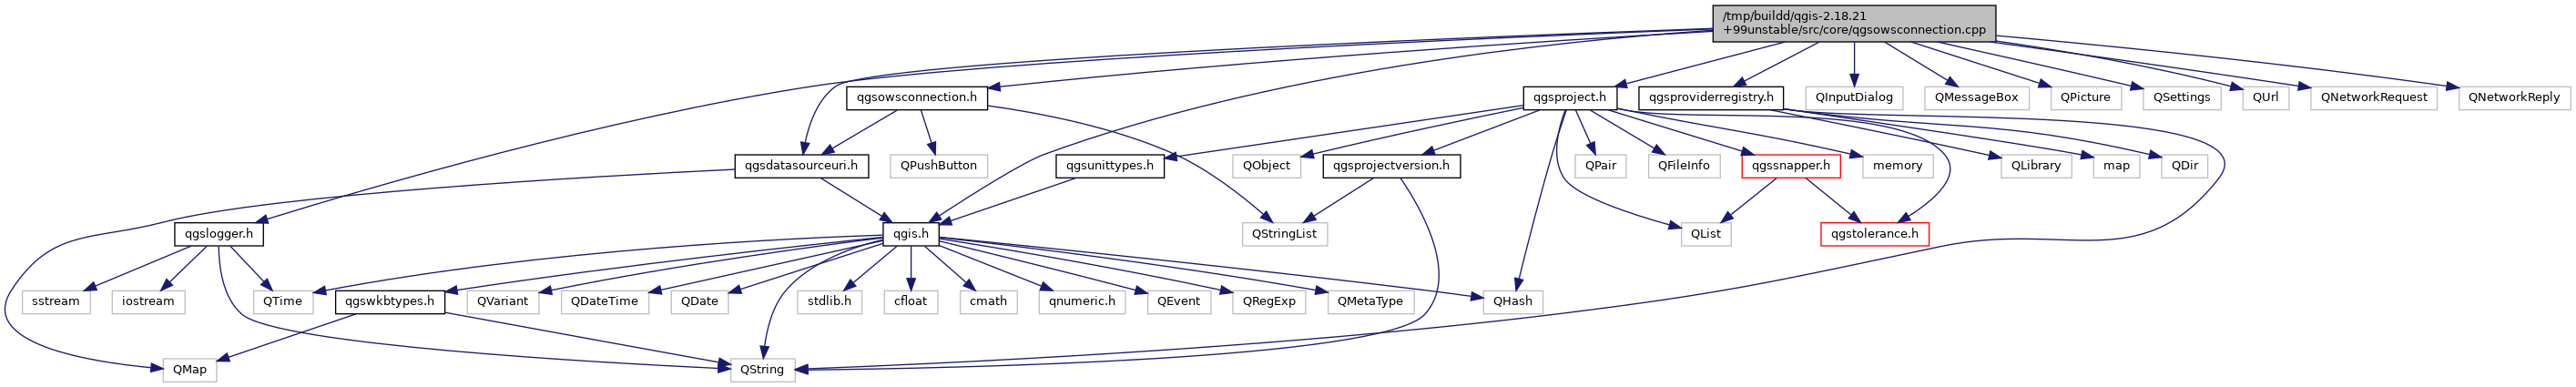 /tmp/buildd/qgis-2.18.21
+99unstable/src/core/qgsowsconnection.cpp
qgsowsconnection.h
qgsproject.h
qgsproviderregistry.h
QInputDialog
QMessageBox
QPicture
QSettings
QUrl
QNetworkRequest
QNetworkReply
qgsdatasourceuri.h
QPushButton
qgsunittypes.h
QObject
qgsprojectversion.h
QPair
QFileInfo
qgssnapper.h
memory
QLibrary
map
QDir
qgslogger.h
qgis.h
QStringList
QList
qgstolerance.h
sstream
iostream
QTime
qgswkbtypes.h
QVariant
QDateTime
QDate
stdlib.h
cfloat
cmath
qnumeric.h
QEvent
QRegExp
QMetaType
QHash
QMap
QString